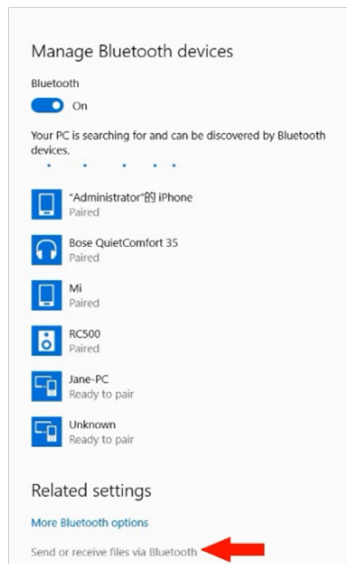 Manage Bluetooth devices
Bluetooth
On
Your PC is searching for and can be discovered by Bluetooth
devices.
"Administrator"的 iPhone
Paired
Bose QuietComfort 35
Paired
Mi
Paired
RC500
Paired
Jane-PC
Ready to pair
Unknown
Ready to pair
Related settings
More Bluetooth options
Send or receive files via Bluetooth